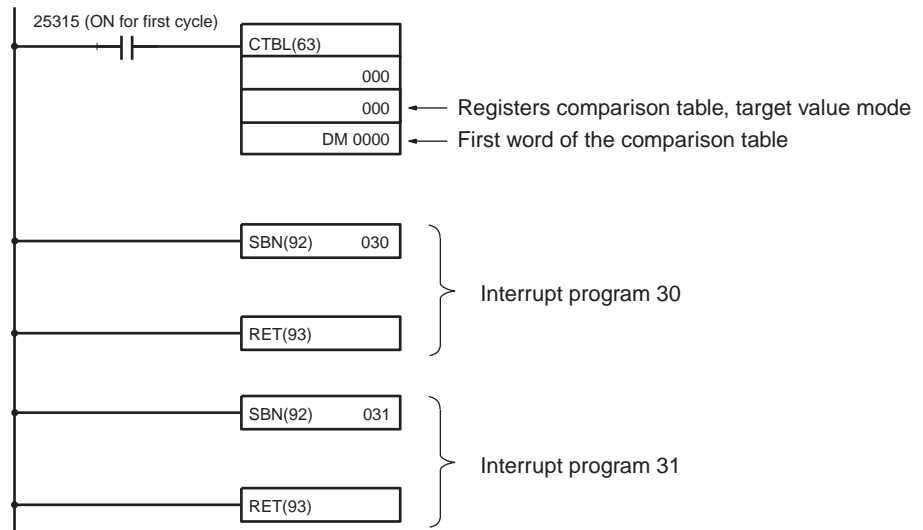 25315 (ON for first cycle)
CTBL(63)
000
000
Registers comparison table, target value mode
DM 0000
First word of the comparison table
SBN(92) 030
Interrupt program 30
RET(93)
SBN(92) 031
Interrupt program 31
RET(93)